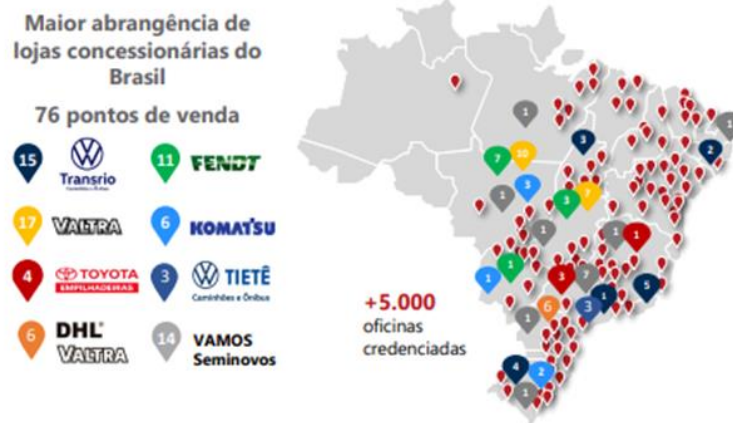 Maior abrangência de
lojas concessionárias do
Brasil
76 pontos de venda
15
Transrio
Caminhões e Ônibus
11
FENDT
17
VALTRA
6
KOMATSU
4
TOYOTA
EMPILHADEIRAS
3
TIETÊ
Caminhões e Ônibus
6
DHL
VALTRA
14
VAMOS
Seminovos
+5.000
oficinas
credenciadas
1
1
3
2
7
10
3
1
3
7
1
1
1
1
1
3
7
1
5
6
3
1
4
2
1